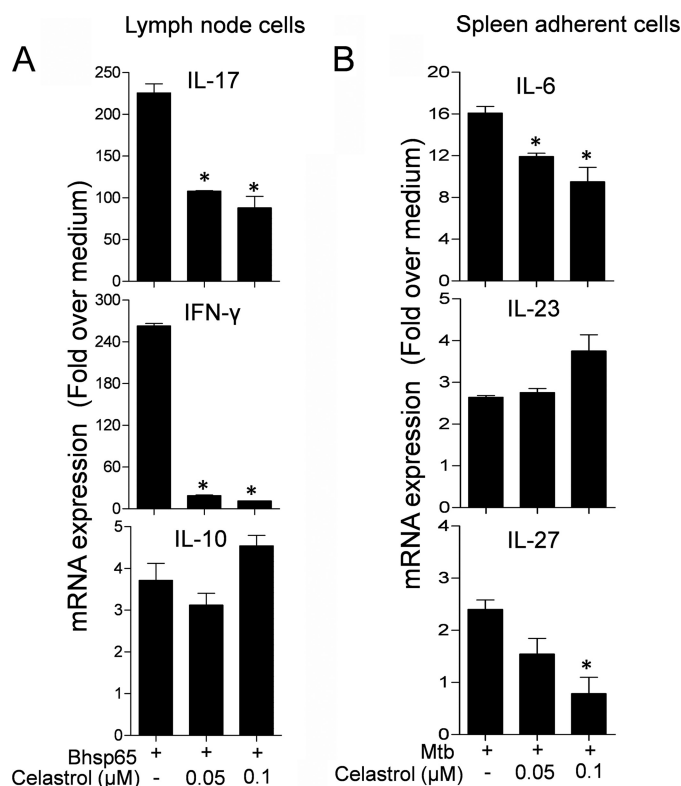 Lymph node cells
Spleen adherent cells
A
B
mRNA expression (Fold over medium)
IL-17
250
200
150
100
50
0
* *
IFN-γ
300
240
180
120
60
0
* *
IL-10
5
4
3
2
1
0
Bhsp65 + + +
Celastrol (µM) - 0.05 0.1
mRNA expression (Fold over medium)
IL-6
16
12
8
4
0
* *
IL-23
5
4
3
2
1
0
IL-27
4
3
2
1
0
*
Mtb + + +
Celastrol (µM) - 0.05 0.1